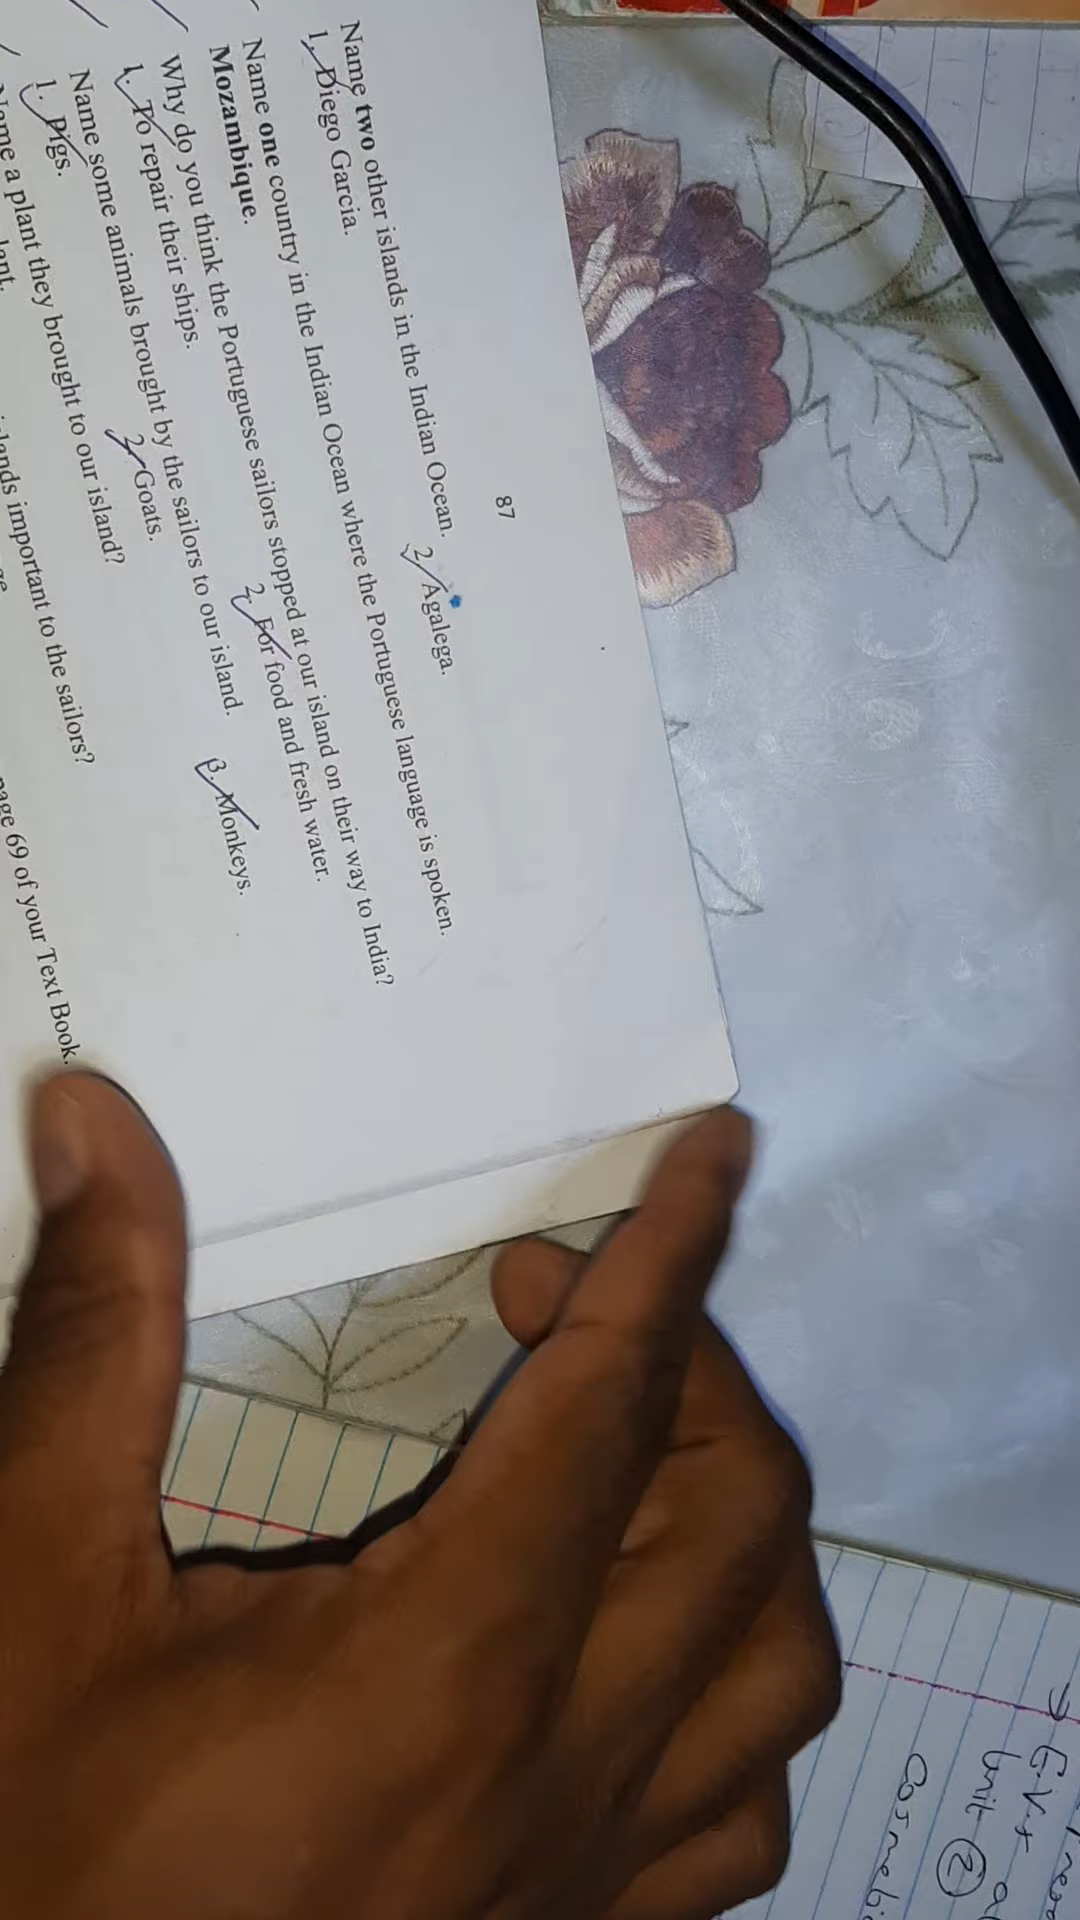 87
Name two other islands in the Indian Ocean.
1. Diego Garcia. 2. Agalega.
Name one country in the Indian Ocean where the Portuguese language is spoken.
Mozambique.
Why do you think the Portuguese sailors stopped at our island on their way to India?
1. To repair their ships. 2. For food and fresh water.
Name some animals brought by the sailors to our island.
1. Pigs. 2. Goats. 3. Monkeys.
a plant they brought to our island?
important to the sailors?
69 of your Text Book.
Unit 2